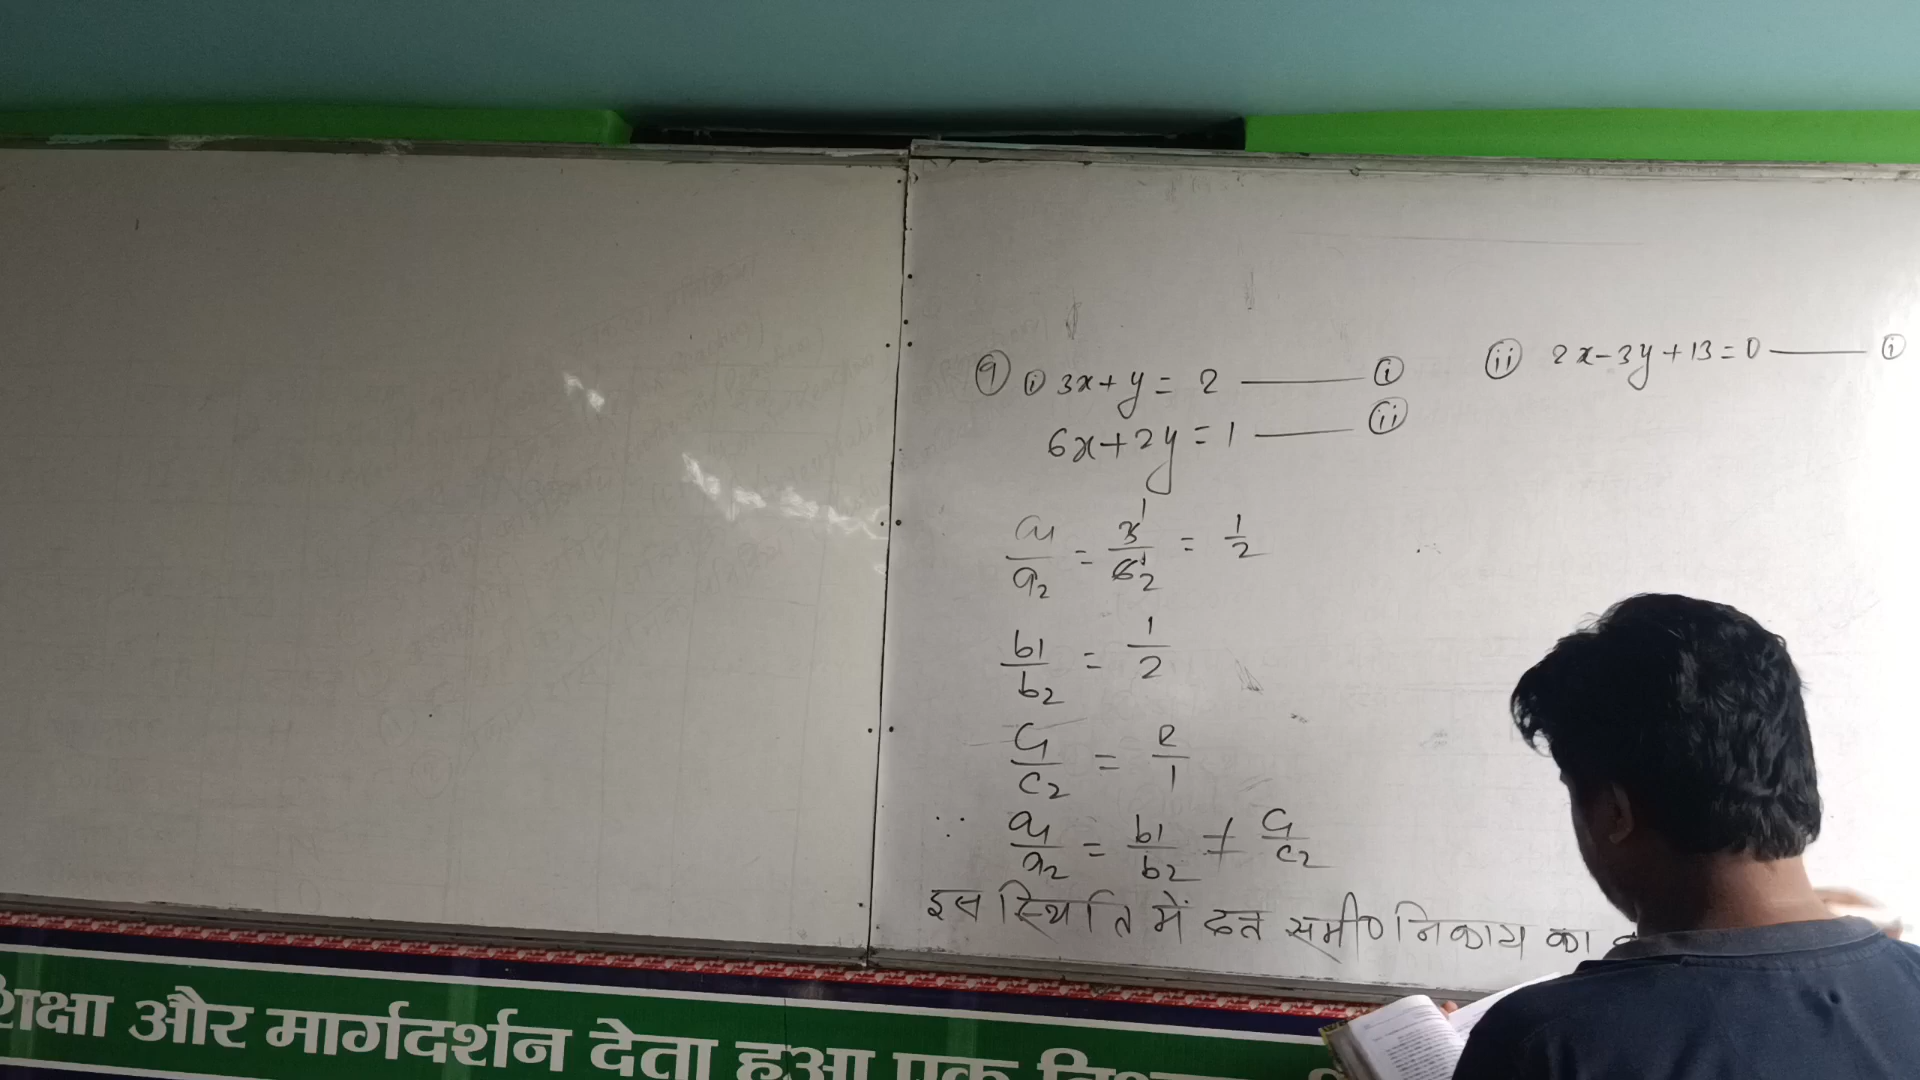 9 i 3x+y = 2 ——— i
6x+2y = 1 ——— ii
a1/a2 = 3 1/6 2 = 1/2
b1/b2 = 1/2
c1/c2 = 2/1
∵ a1/a2 = b1/b2 ≠ c1/c2
इस स्थिति में दत्त समी० निकाय का
ii 2x-3y+13=0 ——— i
शिक्षा और मार्गदर्शन देता हुआ एक